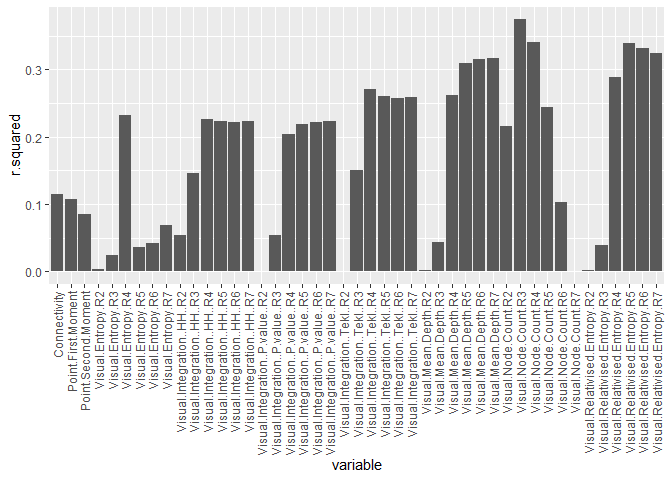 r.squared
0.3
0.2
0.1
0.0
Connectivity
Point.First.Moment
Point.Second.Moment
Visual.Entropy.R2
Visual.Entropy.R3
Visual.Entropy.R4
Visual.Entropy.R5
Visual.Entropy.R6
Visual.Entropy.R7
Visual.Integration..HH..R2
Visual.Integration..HH..R3
Visual.Integration..HH..R4
Visual.Integration..HH..R5
Visual.Integration..HH..R6
Visual.Integration..HH..R7
Visual.Integration..P.value..R2
Visual.Integration..P.value..R3
Visual.Integration..P.value..R4
Visual.Integration..P.value..R5
Visual.Integration..P.value..R6
Visual.Integration..P.value..R7
Visual.Integration..Tekl..R2
Visual.Integration..Tekl..R3
Visual.Integration..Tekl..R4
Visual.Integration..Tekl..R5
Visual.Integration..Tekl..R6
Visual.Integration..Tekl..R7
Visual.Mean.Depth.R2
Visual.Mean.Depth.R3
Visual.Mean.Depth.R4
Visual.Mean.Depth.R5
Visual.Mean.Depth.R6
Visual.Mean.Depth.R7
Visual.Node.Count.R2
Visual.Node.Count.R3
Visual.Node.Count.R4
Visual.Node.Count.R5
Visual.Node.Count.R6
Visual.Node.Count.R7
Visual.Relativised.Entropy.R2
Visual.Relativised.Entropy.R3
Visual.Relativised.Entropy.R4
Visual.Relativised.Entropy.R5
Visual.Relativised.Entropy.R6
Visual.Relativised.Entropy.R7
variable